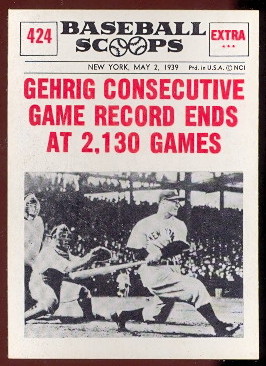 424
BASEBALL
SCOOPS
EXTRA
...
NEW YORK, MAY 2, 1939 Prd. in U.S.A. © NCI
GEHRIG CONSECUTIVE
GAME RECORD ENDS
AT 2,130 GAMES